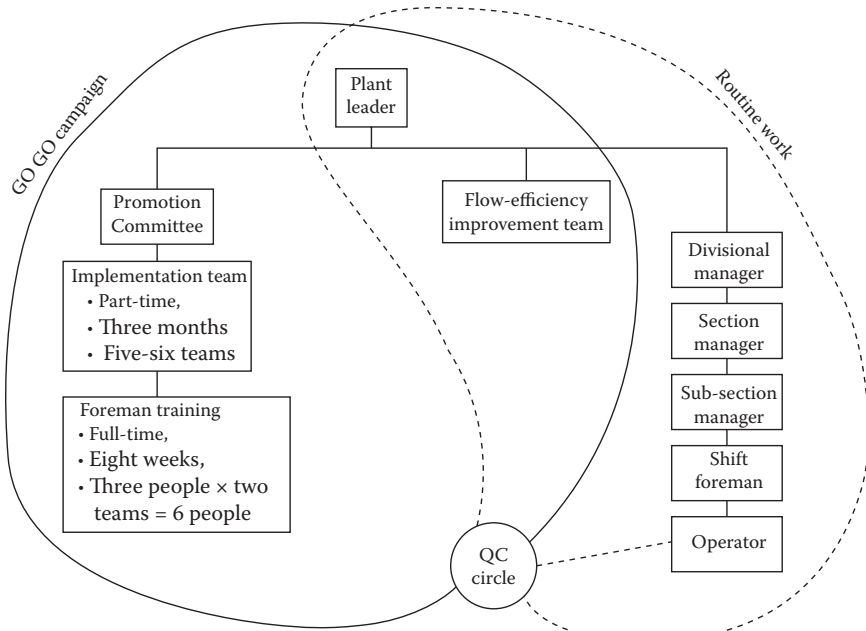 GO GO campaign
Routine work
Plant
leader
Promotion
Committee
Implementation team
• Part-time,
• Three months
• Five-six teams
Foreman training
• Full-time,
• Eight weeks,
• Three people × two
teams = 6 people
Flow-efficiency
improvement team
Divisional
manager
Section
manager
Sub-section
manager
Shift
foreman
Operator
QC
circle